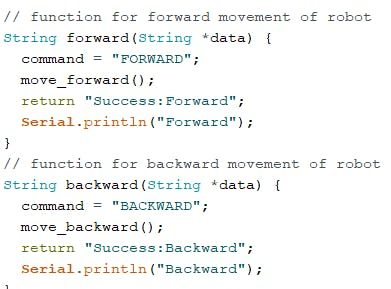 // function for forward movement of robot
String forward(String *data) {
  command = "FORWARD";
  move_forward();
  return "Success:Forward";
  Serial.println("Forward");
}
// function for backward movement of robot
String backward(String *data) {
  command = "BACKWARD";
  move_backward();
  return "Success:Backward";
  Serial.println("Backward");
}